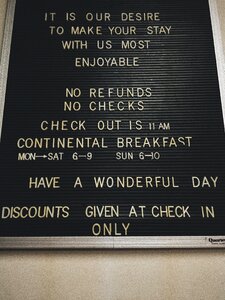 IT IS OUR DESIRE
TO MAKE YOUR STAY
WITH US MOST
ENJOYABLE
NO REFUNDS
NO CHECKS
CHECK OUT IS 11 AM
CONTINENTAL BREAKFAST
MON→SAT 6-9 SUN 6-10
HAVE A WONDERFUL DAY
DISCOUNTS GIVEN AT CHECK IN
ONLY